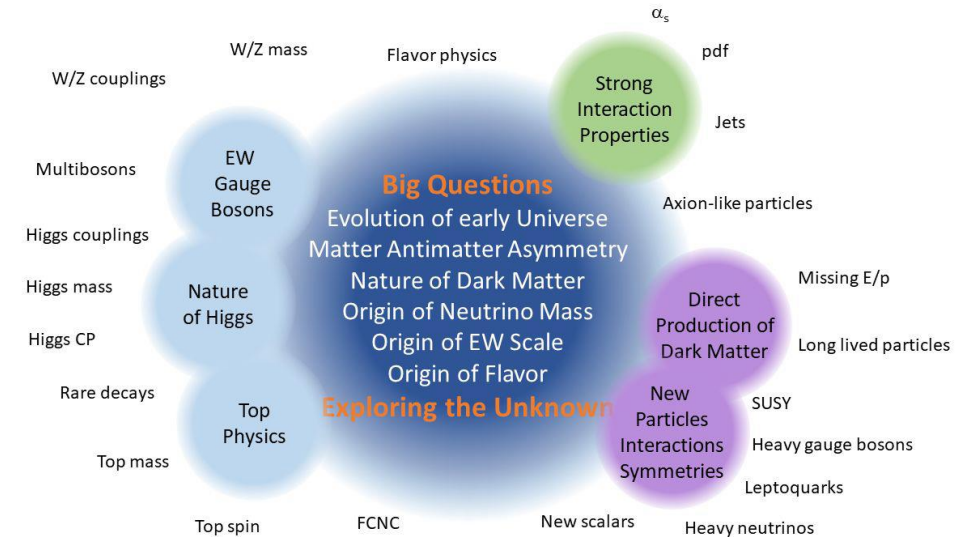 αs
W/Z mass
Flavor physics
pdf
W/Z couplings
Strong
Interaction
Properties
Jets
Multibosons
EW
Gauge
Bosons
Big Questions
Evolution of early Universe
Matter Antimatter Asymmetry
Nature of Dark Matter
Origin of Neutrino Mass
Origin of EW Scale
Origin of Flavor
Exploring the Unknown
Axion-like particles
Higgs couplings
Higgs mass
Higgs CP
Nature
of Higgs
Direct
Production of
Dark Matter
Missing E/p
Long lived particles
Rare decays
Top
Physics
New
Particles
Interactions
Symmetries
SUSY
Heavy gauge bosons
Leptoquarks
Top mass
Top spin
FCNC
New scalars
Heavy neutrinos